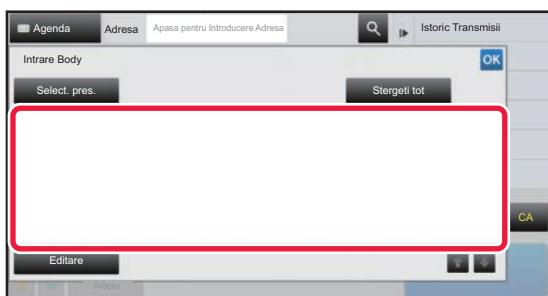 Agenda Adresa Apasa pentru Introducere Adresa Istoric Transmisii
Intrare Body OK
Select. pres. Stergeti tot
CA
Editare
Altele